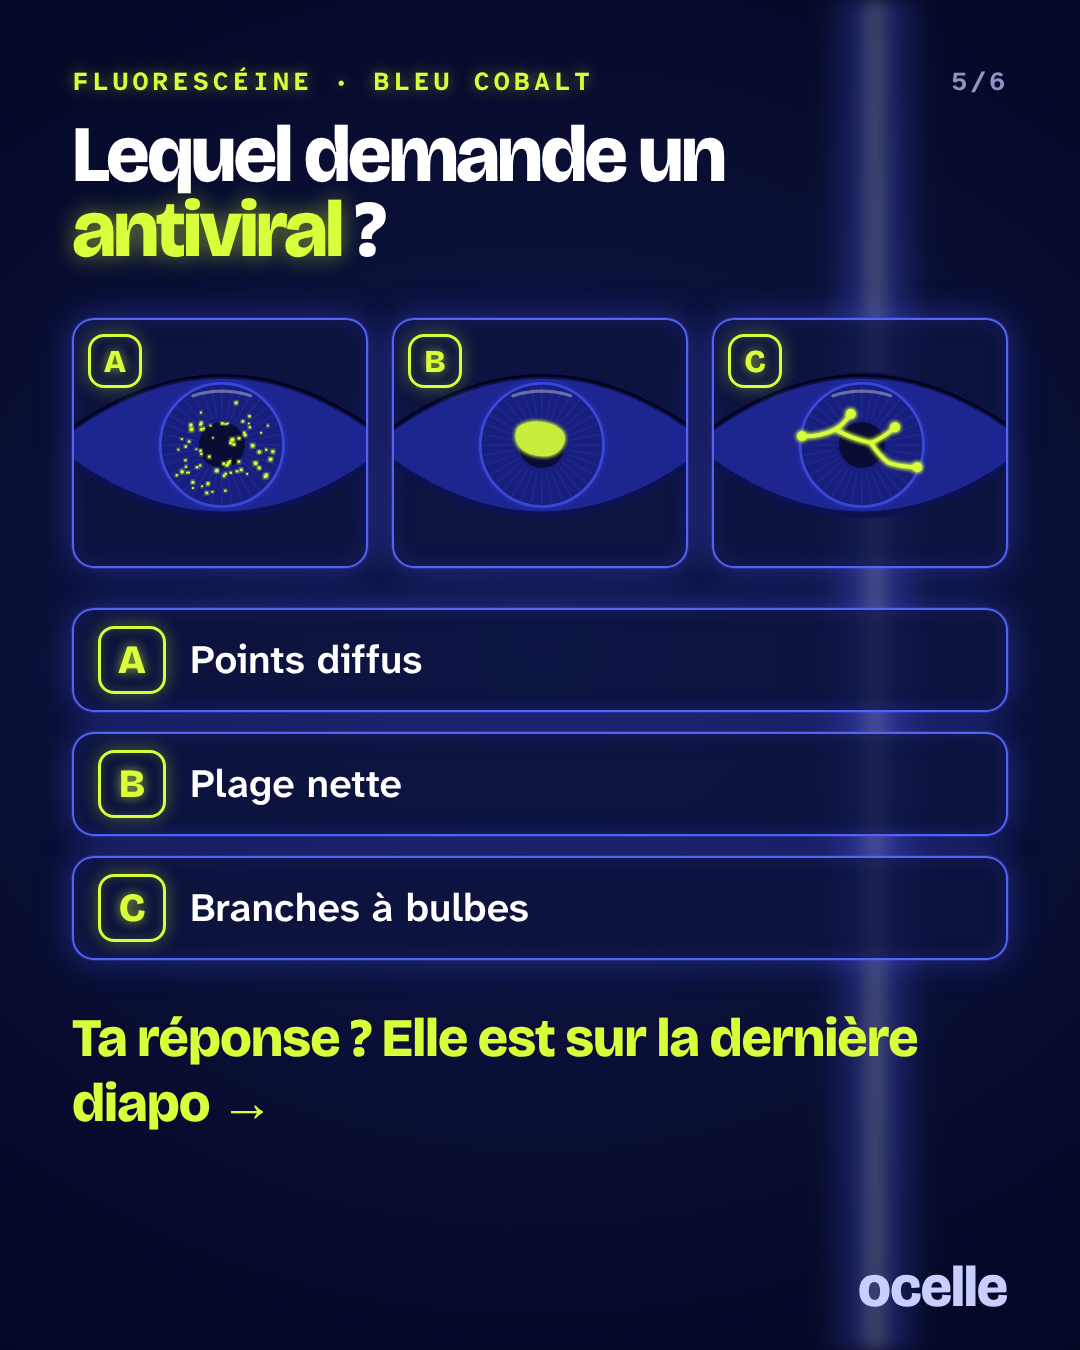 FLUORESCÉINE · BLEU COBALT
5/6
Lequel demande un
antiviral ?
A
B
C
A Points diffus
B Plage nette
C Branches à bulbes
Ta réponse ? Elle est sur la dernière
diapo →
ocelle